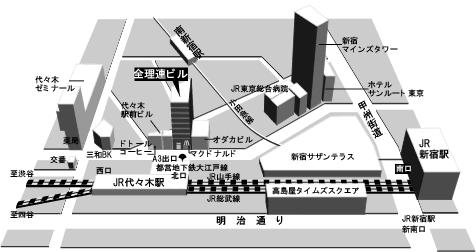 南新宿駅
新宿
マインズタワー
代々木
ゼミナール
全理連ビル
JR東京総合病院
ホテル
サンルート東京
代々木
駅前ビル
小田急線
甲州街道
薬局
ドトール
コーヒー
オダカビル
三和BK
マクドナルド
交番
A3出口
都営地下鉄大江戸線
新宿サザンテラス
JR
新宿駅
至渋谷
西口
北口
JR山手線
南口
JR代々木駅
高島屋タイムズスクエア
至四谷
JR総武線
明治通り
JR新宿駅
新南口